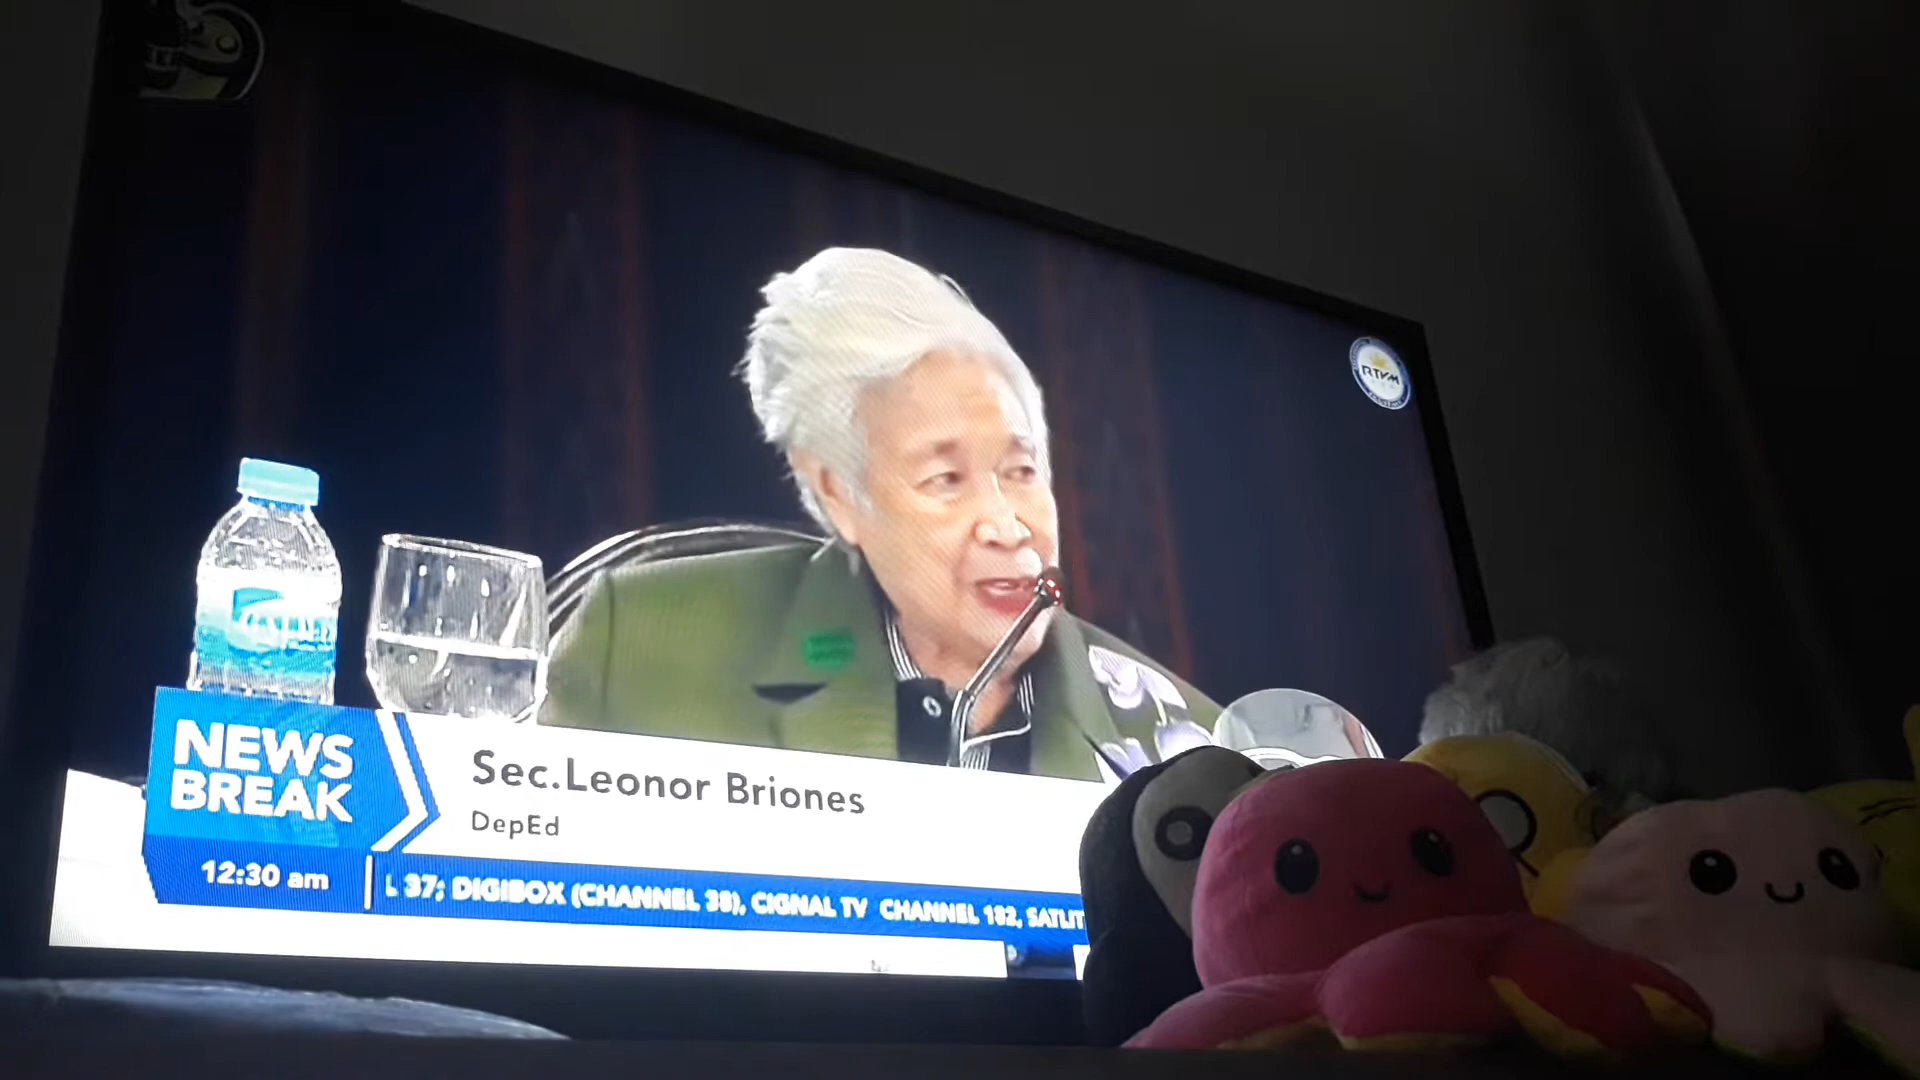 RTVM
NEWS
BREAK
Sec.Leonor Briones
DepEd
12:30 am
L 37; DIGIBOX (CHANNEL 38), CIGNAL TV CHANNEL 182, SATLIT